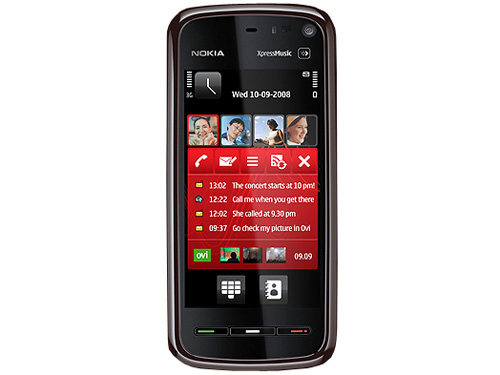 NOKIA XpressMusic
3G
Wed 10-09-2008
13:02 The concert starts at 10 pm!
12:22 Call me when you get there
12:02 She called at 9.30 pm
09:37 Go check my picture in Ovi
ovi 09.09